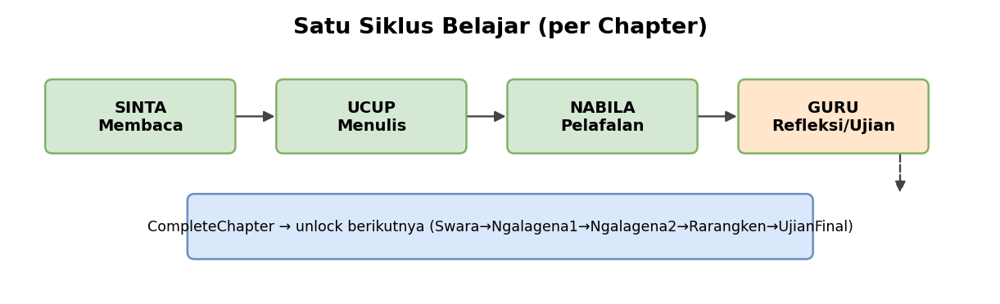 Satu Siklus Belajar (per Chapter)
SINTA
Membaca
UCUP
Menulis
NABILA
Pelafalan
GURU
Refleksi/Ujian
CompleteChapter → unlock berikutnya (Swara→Ngalagena1→Ngalagena2→Rarangken→UjianFinal)